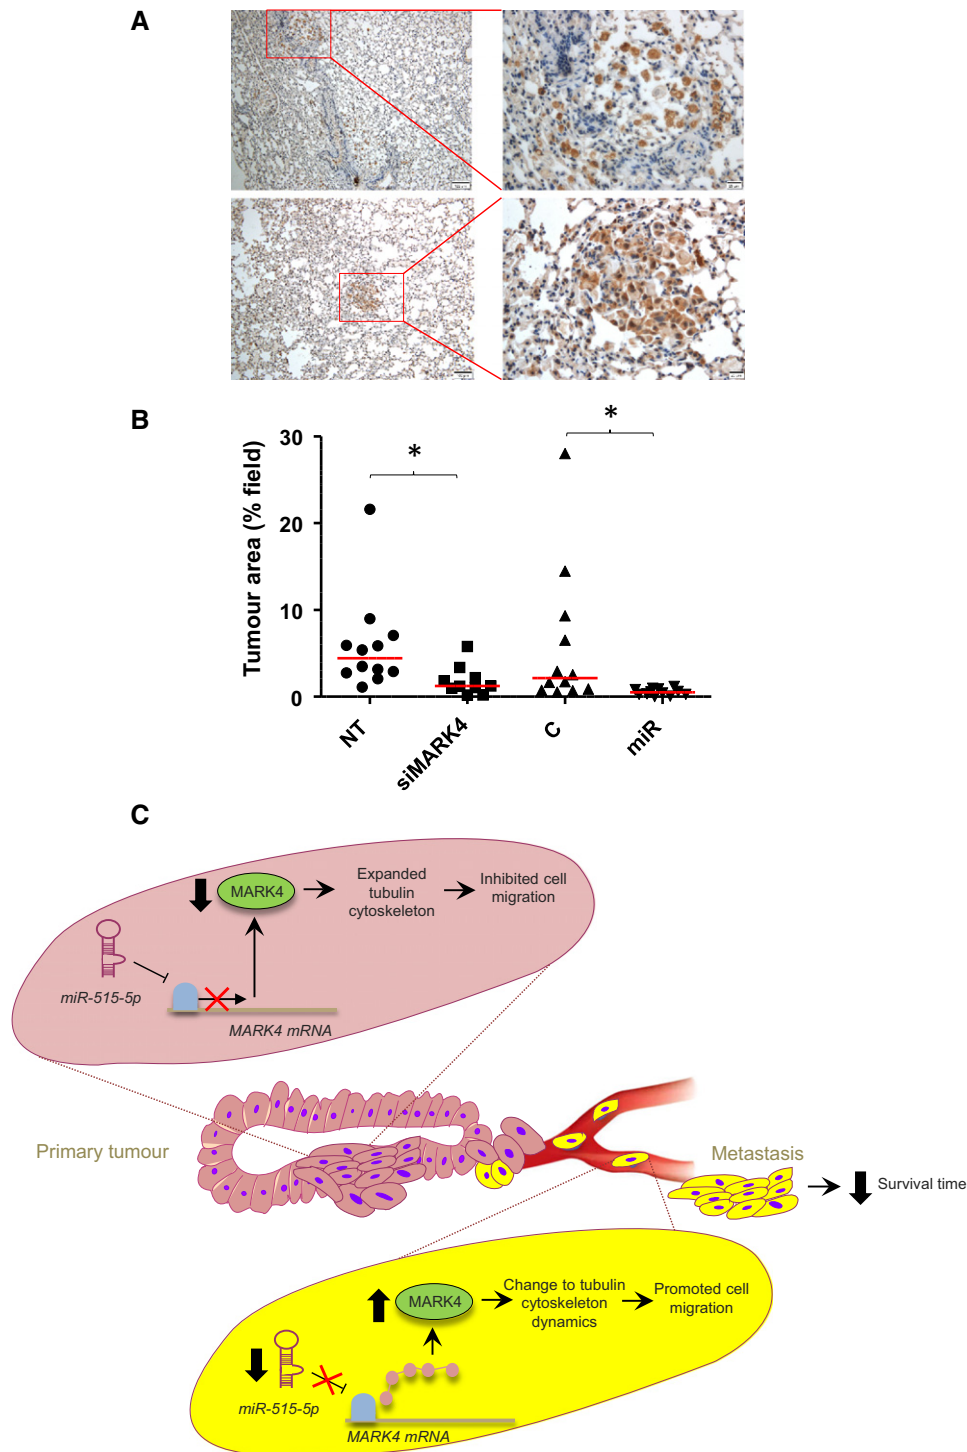 A
B
30
20
10
0
Tumour area (% field)
*
*
NT
siMARK4
C
miR
C
MARK4
Expanded
tubulin
cytoskeleton
Inhibited cell
migration
miR-515-5p
MARK4 mRNA
Primary tumour
Metastasis
Survival time
MARK4
Change to tubulin
cytoskeleton
dynamics
Promoted cell
migration
miR-515-5p
MARK4 mRNA